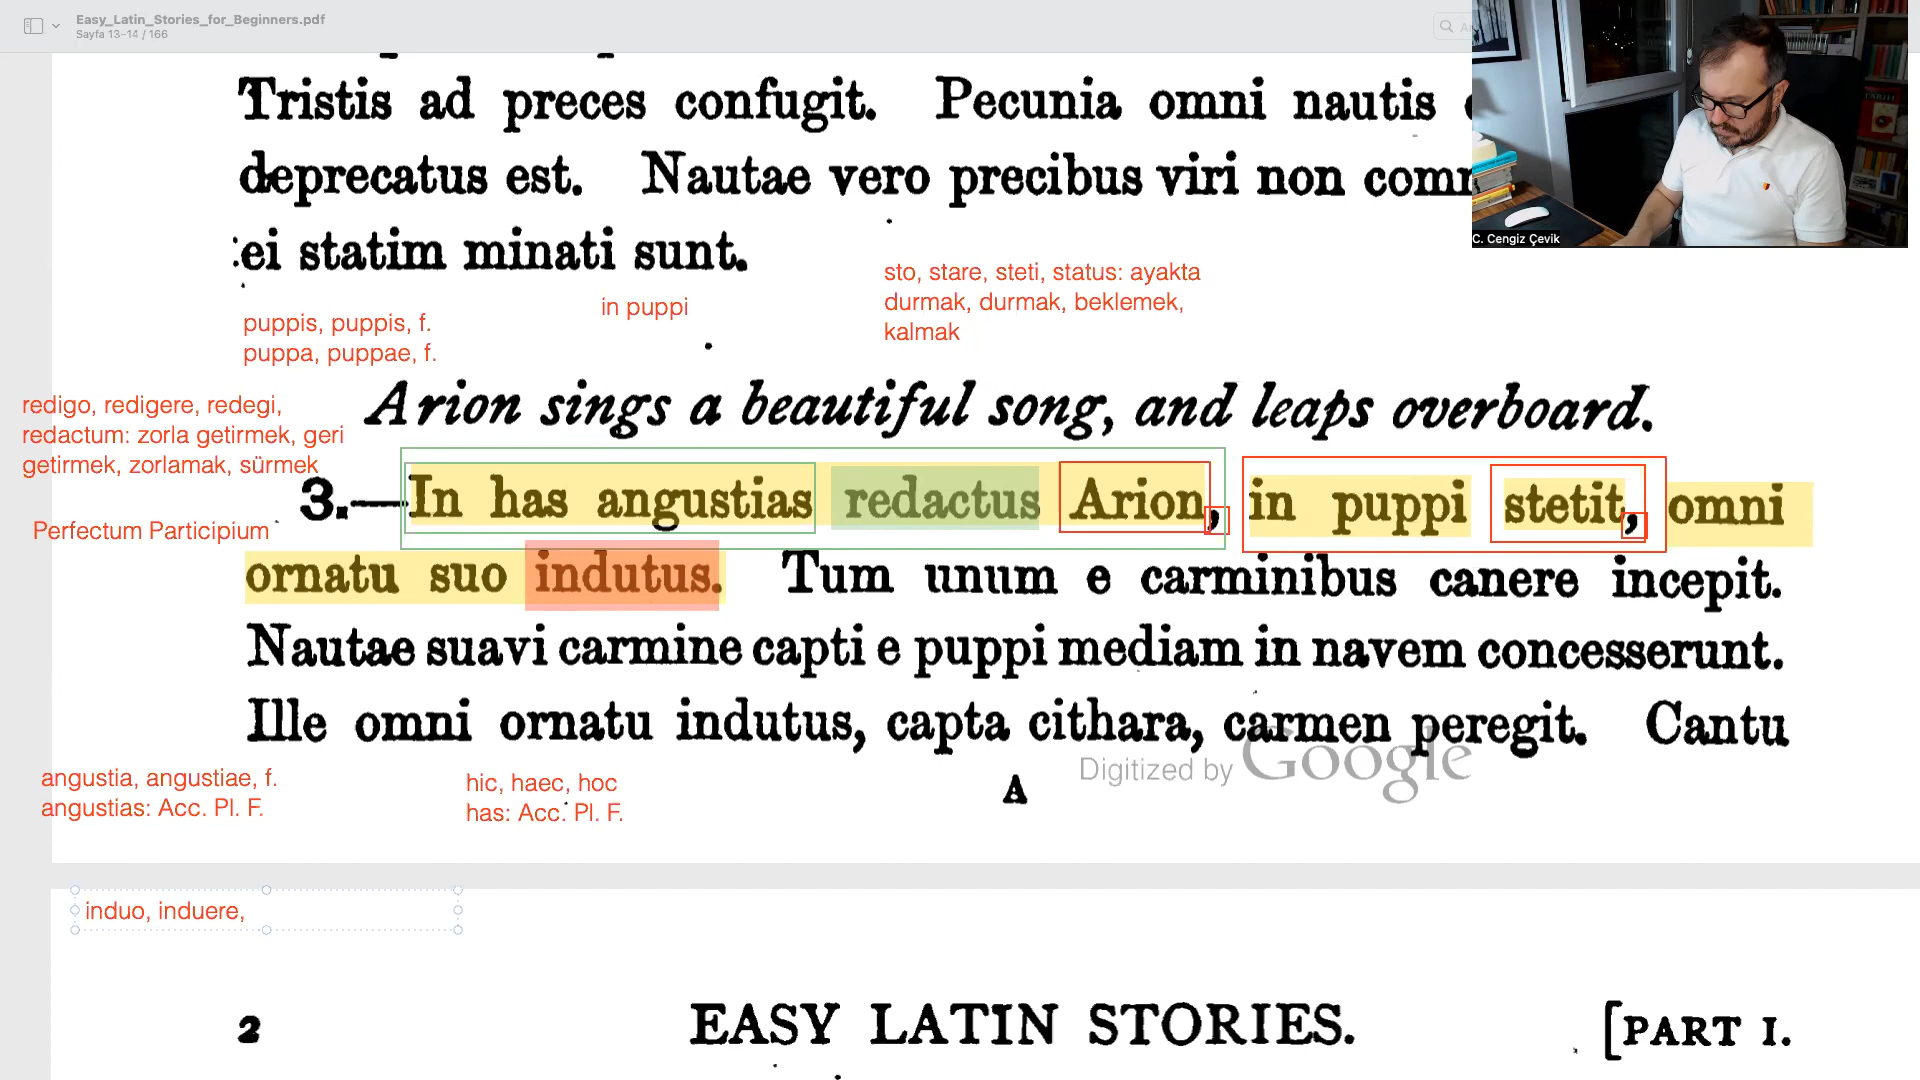 Easy_Latin_Stories_for_Beginners.pdf
Sayfa 13–14 / 166
Tristis ad preces confugit. Pecunia omni nautis
deprecatus est. Nautae vero precibus viri non
ei statim minati sunt.
C. Cengiz Çevik
sto, stare, steti, status: ayakta
durmak, durmak, beklemek,
kalmak
in puppi
puppis, puppis, f.
puppa, puppae, f.
redigo, redigere, redegi,
redactum: zorla getirmek, geri
getirmek, zorlamak, sürmek
Arion sings a beautiful song, and leaps overboard.
3.—In has angustias redactus Arion, in puppi stetit, omni
Perfectum Participium
ornatu suo indutus. Tum unum e carminibus canere incepit.
Nautae suavi carmine capti e puppi mediam in navem concesserunt.
Ille omni ornatu indutus, capta cithara, carmen peregit. Cantu
Digitized by Google
A
angustia, angustiae, f.
angustias: Acc. Pl. F.
hic, haec, hoc
has: Acc. Pl. F.
induo, induere,
2 EASY LATIN STORIES. [PART I.